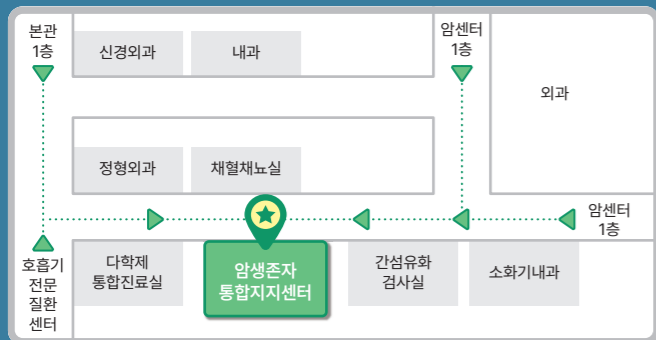 본관
1층
신경외과
내과
암센터
1층
외과
정형외과
채혈채뇨실
암센터
1층
호흡기
전문
질환
센터
다학제
통합진료실
암생존자
통합지지센터
간섬유화
검사실
소화기내과